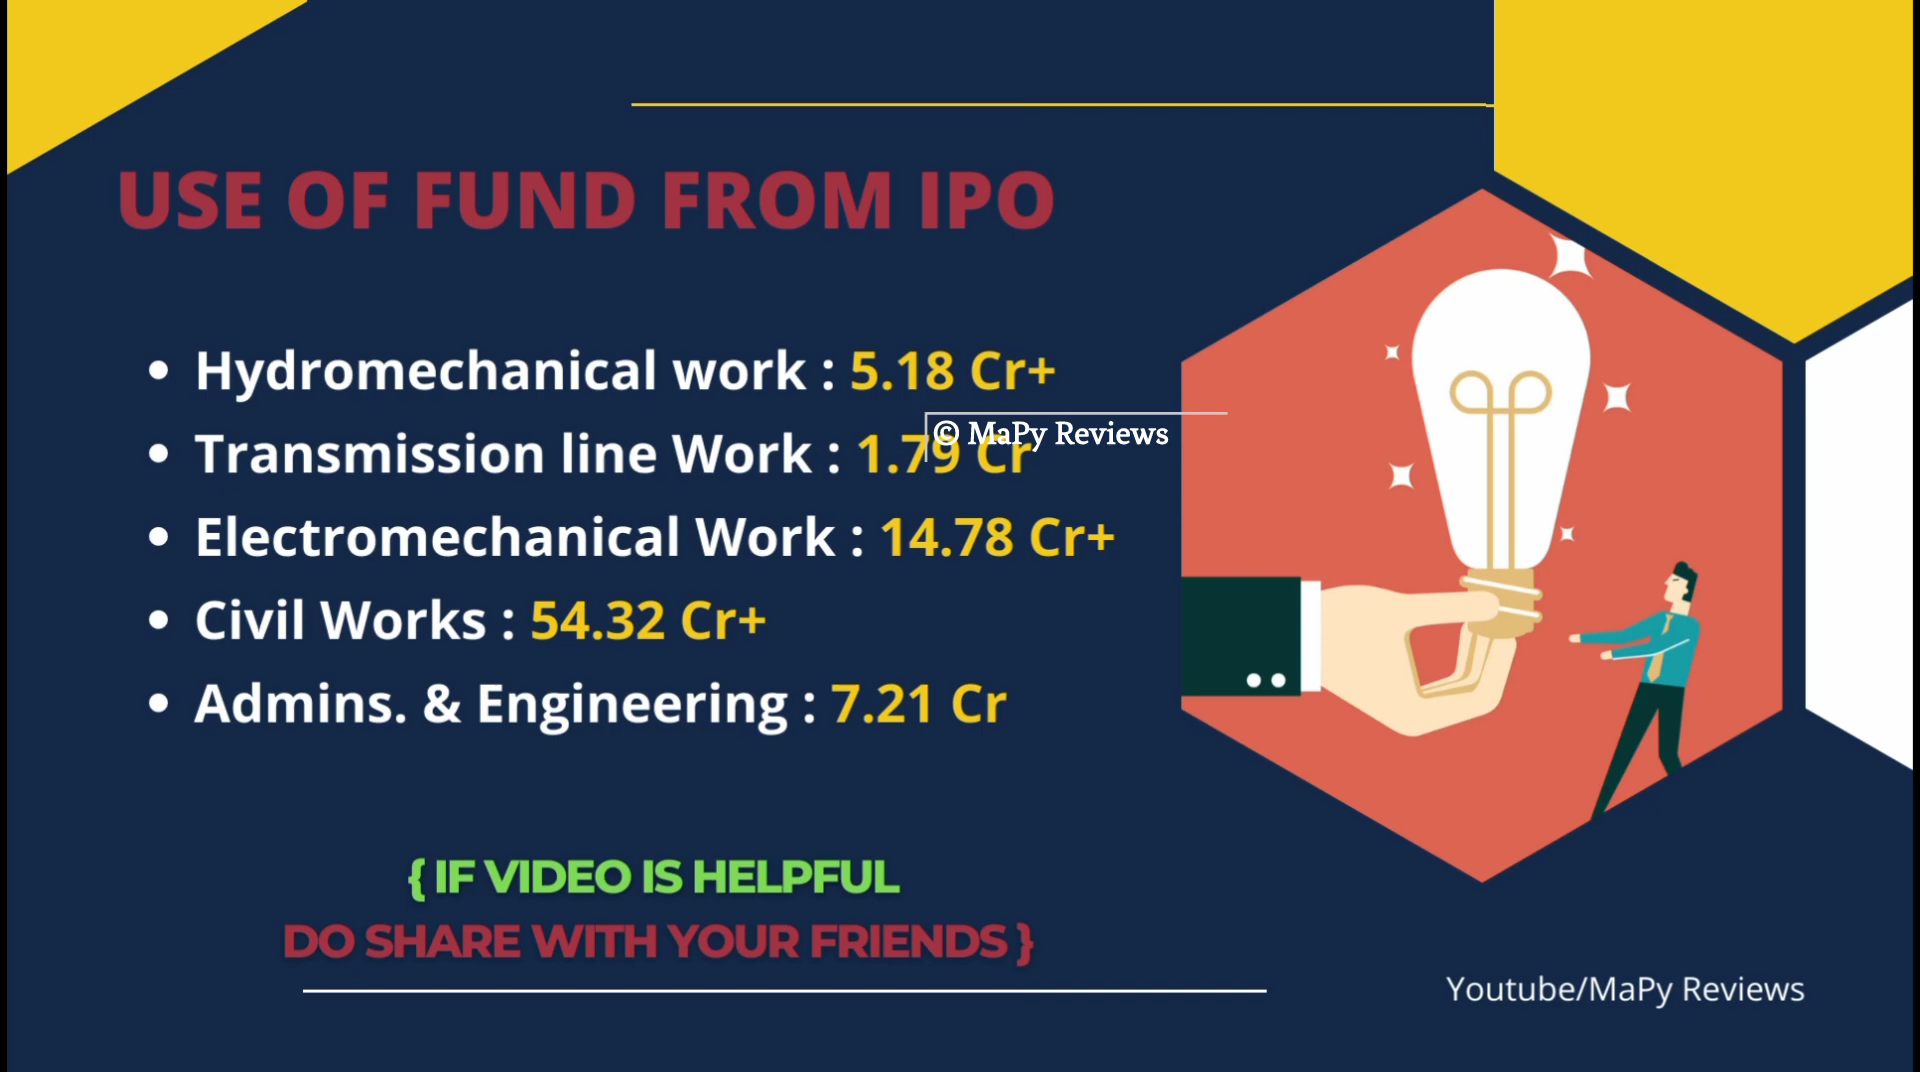 USE OF FUND FROM IPO
• Hydromechanical work : 5.18 Cr+
© MaPy Reviews
• Transmission line Work : 1.79 Cr
• Electromechanical Work : 14.78 Cr+
• Civil Works : 54.32 Cr+
• Admins. & Engineering : 7.21 Cr
{ IF VIDEO IS HELPFUL
DO SHARE WITH YOUR FRIENDS }
Youtube/MaPy Reviews